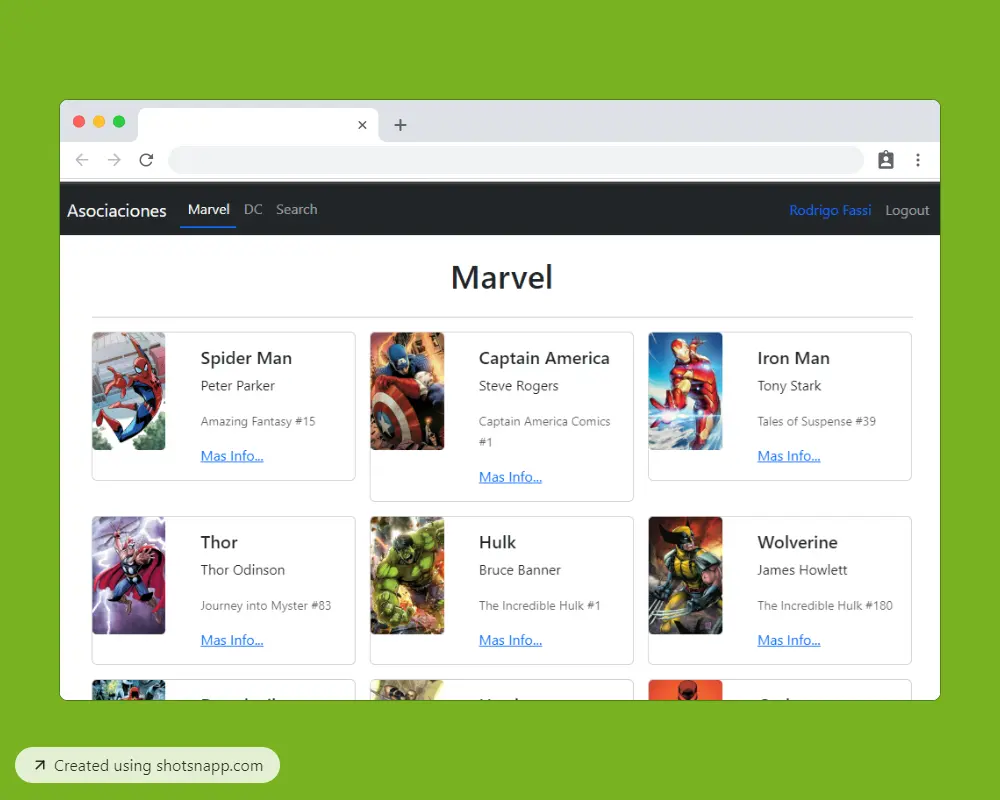 Asociaciones Marvel DC Search Rodrigo Fassi Logout
Marvel
Spider Man
Peter Parker
Amazing Fantasy #15
Mas Info...
Captain America
Steve Rogers
Captain America Comics
#1
Mas Info...
Iron Man
Tony Stark
Tales of Suspense #39
Mas Info...
Thor
Thor Odinson
Journey into Myster #83
Mas Info...
Hulk
Bruce Banner
The Incredible Hulk #1
Mas Info...
Wolverine
James Howlett
The Incredible Hulk #180
Mas Info...
Created using shotsnapp.com